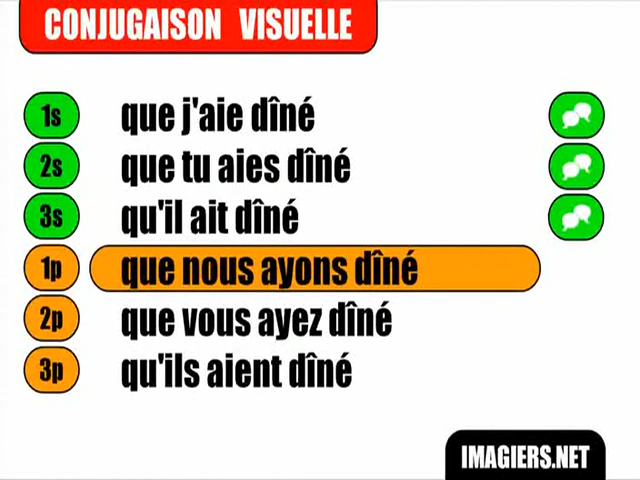 CONJUGAISON VISUELLE
1s que j'aie dîné
2s que tu aies dîné
3s qu'il ait dîné
1p que nous ayons dîné
2p que vous ayez dîné
3p qu'ils aient dîné
IMAGIERS.NET